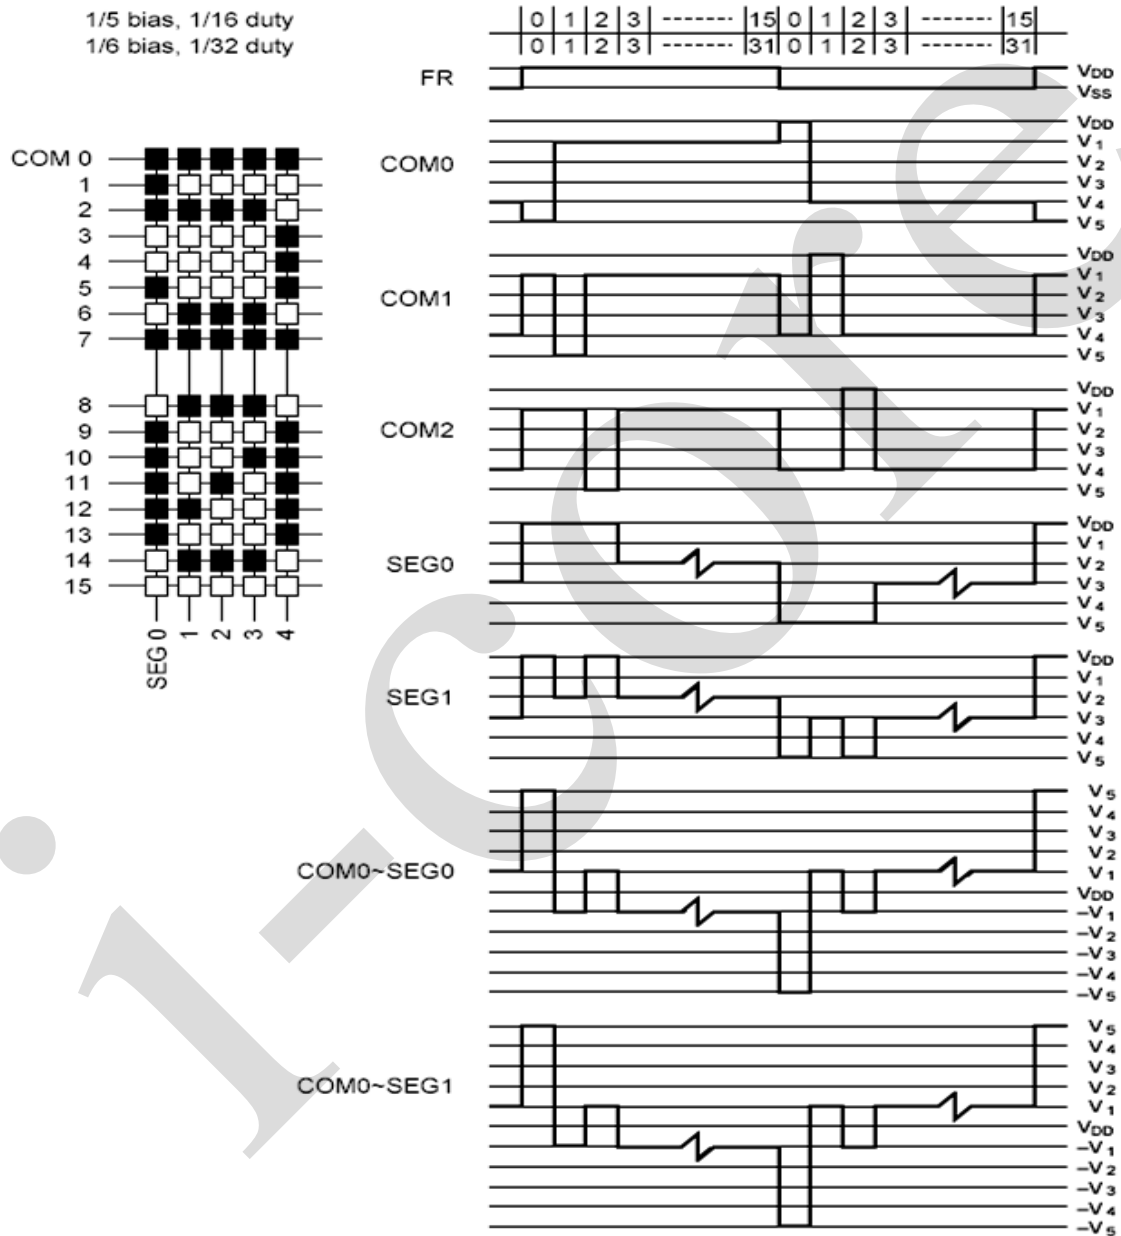 1/5 bias, 1/16 duty
1/6 bias, 1/32 duty
0 1 2 3 -------- 15 0 1 2 3 -------- 15
0 1 2 3 -------- 31 0 1 2 3 -------- 31
FR
VDD
VSS
COM 0
1
2
3
4
5
6
7
8
9
10
11
12
13
14
15
SEG 0
1
2
3
4
COM0
VDD
V1
V2
V3
V4
V5
COM1
VDD
V1
V2
V3
V4
V5
COM2
VDD
V1
V2
V3
V4
V5
SEG0
VDD
V1
V2
V3
V4
V5
SEG1
VDD
V1
V2
V3
V4
V5
COM0~SEG0
V5
V4
V3
V2
V1
VDD
-V1
-V2
-V3
-V4
-V5
COM0~SEG1
V5
V4
V3
V2
V1
VDD
-V1
-V2
-V3
-V4
-V5
i-core